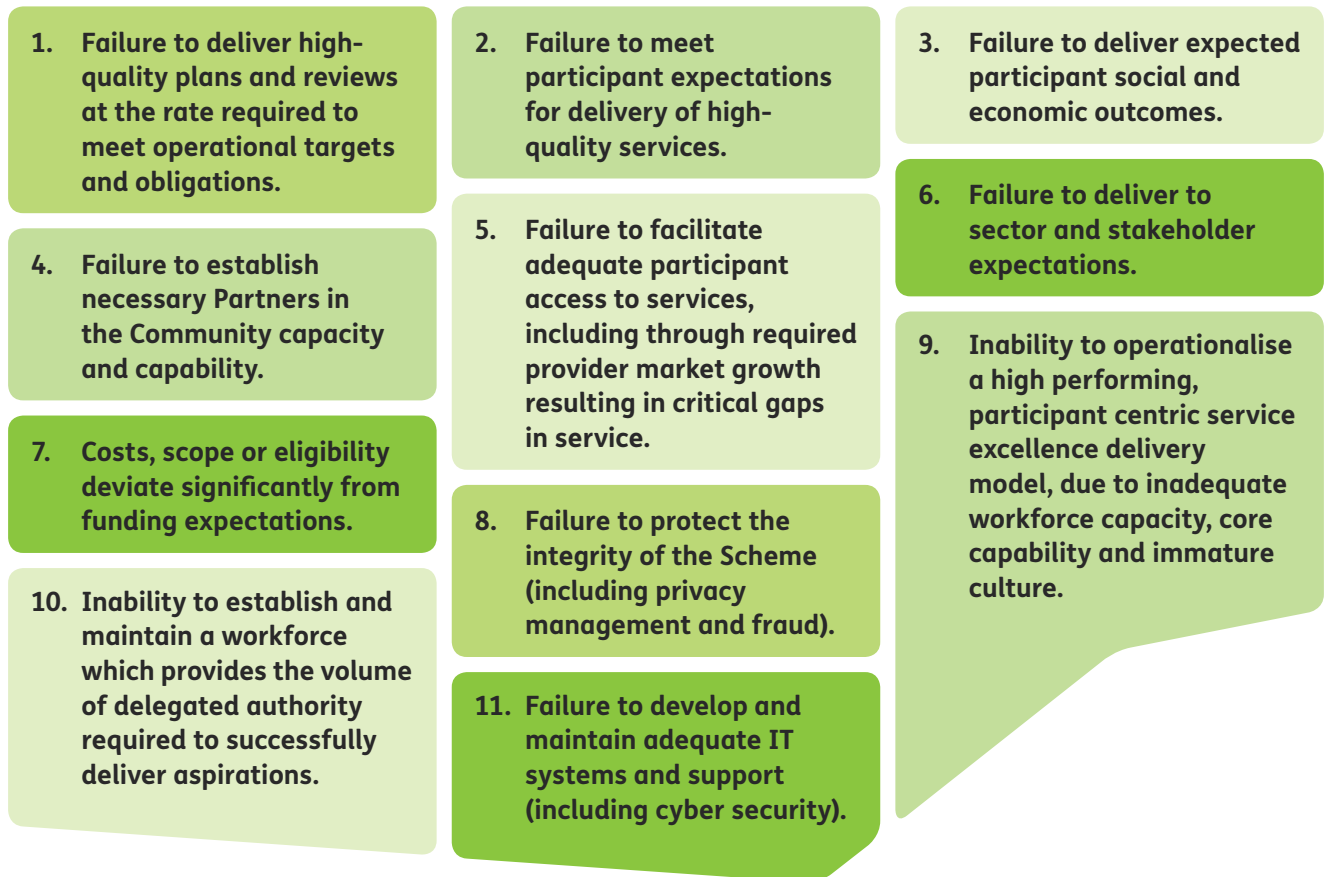 1. Failure to deliver high-
quality plans and reviews
at the rate required to
meet operational targets
and obligations.
2. Failure to meet
participant expectations
for delivery of high-
quality services.
3. Failure to deliver expected
participant social and
economic outcomes.
4. Failure to establish
necessary Partners in
the Community capacity
and capability.
5. Failure to facilitate
adequate participant
access to services,
including through required
provider market growth
resulting in critical gaps
in service.
6. Failure to deliver to
sector and stakeholder
expectations.
7. Costs, scope or eligibility
deviate significantly from
funding expectations.
8. Failure to protect the
integrity of the Scheme
(including privacy
management and fraud).
9. Inability to operationalise
a high performing,
participant centric service
excellence delivery
model, due to inadequate
workforce capacity, core
capability and immature
culture.
10. Inability to establish and
maintain a workforce
which provides the volume
of delegated authority
required to successfully
deliver aspirations.
11. Failure to develop and
maintain adequate IT
systems and support
(including cyber security).